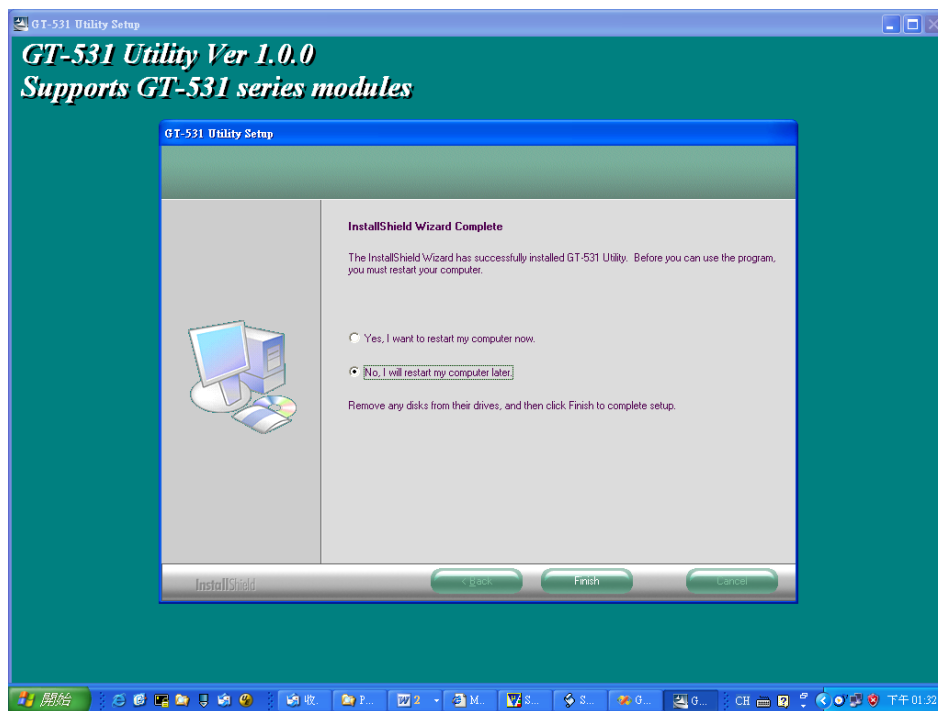 GT-531 Utility Setup
GT-531 Utility Ver 1.0.0
Supports GT-531 series modules
GT-531 Utility Setup
InstallShield Wizard Complete
The InstallShield Wizard has successfully installed GT-531 Utility. Before you can use the program,
you must restart your computer.
Yes, I want to restart my computer now.
No, I will restart my computer later.
Remove any disks from their drives, and then click Finish to complete setup.
InstallShield
< Back Finish Cancel
開始 收... P... 2 M... S... S... G... G... CH 下午 01:32